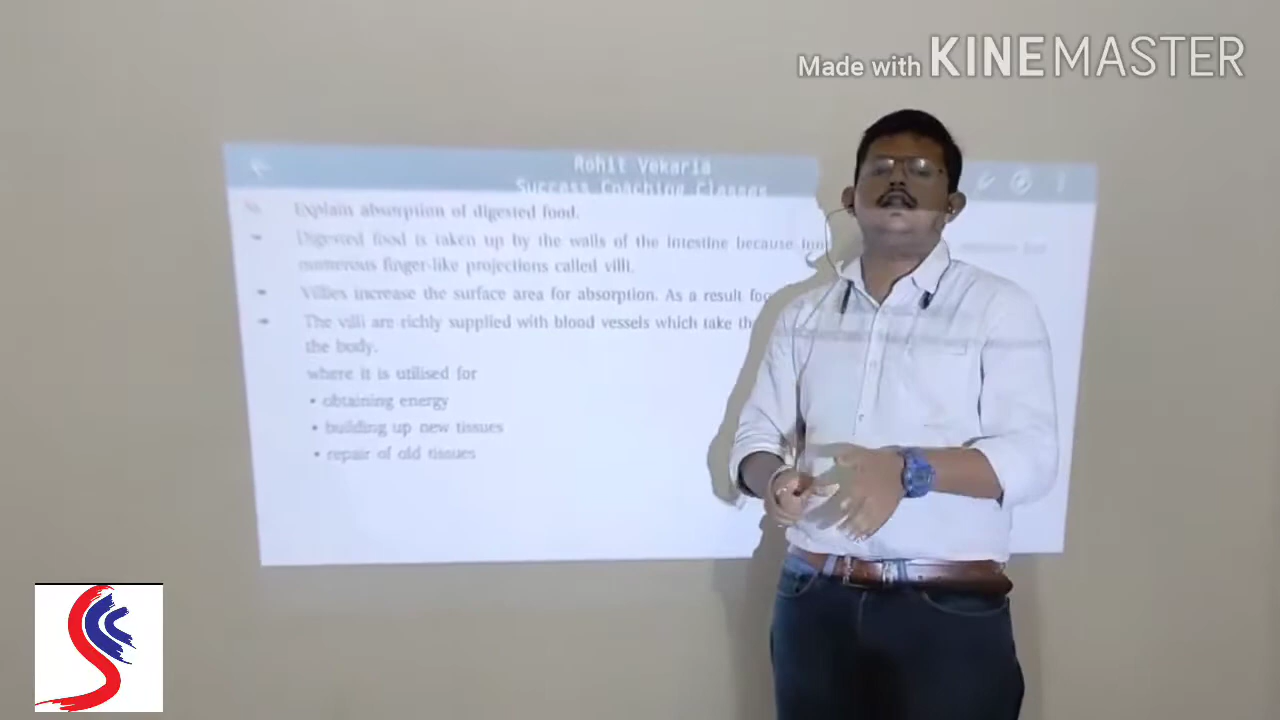 Made with KINEMASTER
Rohit Vekaria
Success Coaching Classes
Explain absorption of digested food.
Digested food is taken up by the walls of the intestine because
numerous finger-like projections called villi.
Villies increase the surface area for absorption. As a result
The villi are richly supplied with blood vessels which take
the body.
where it is utilised for
• obtaining energy
• building up new tissues
• repair of old tissues